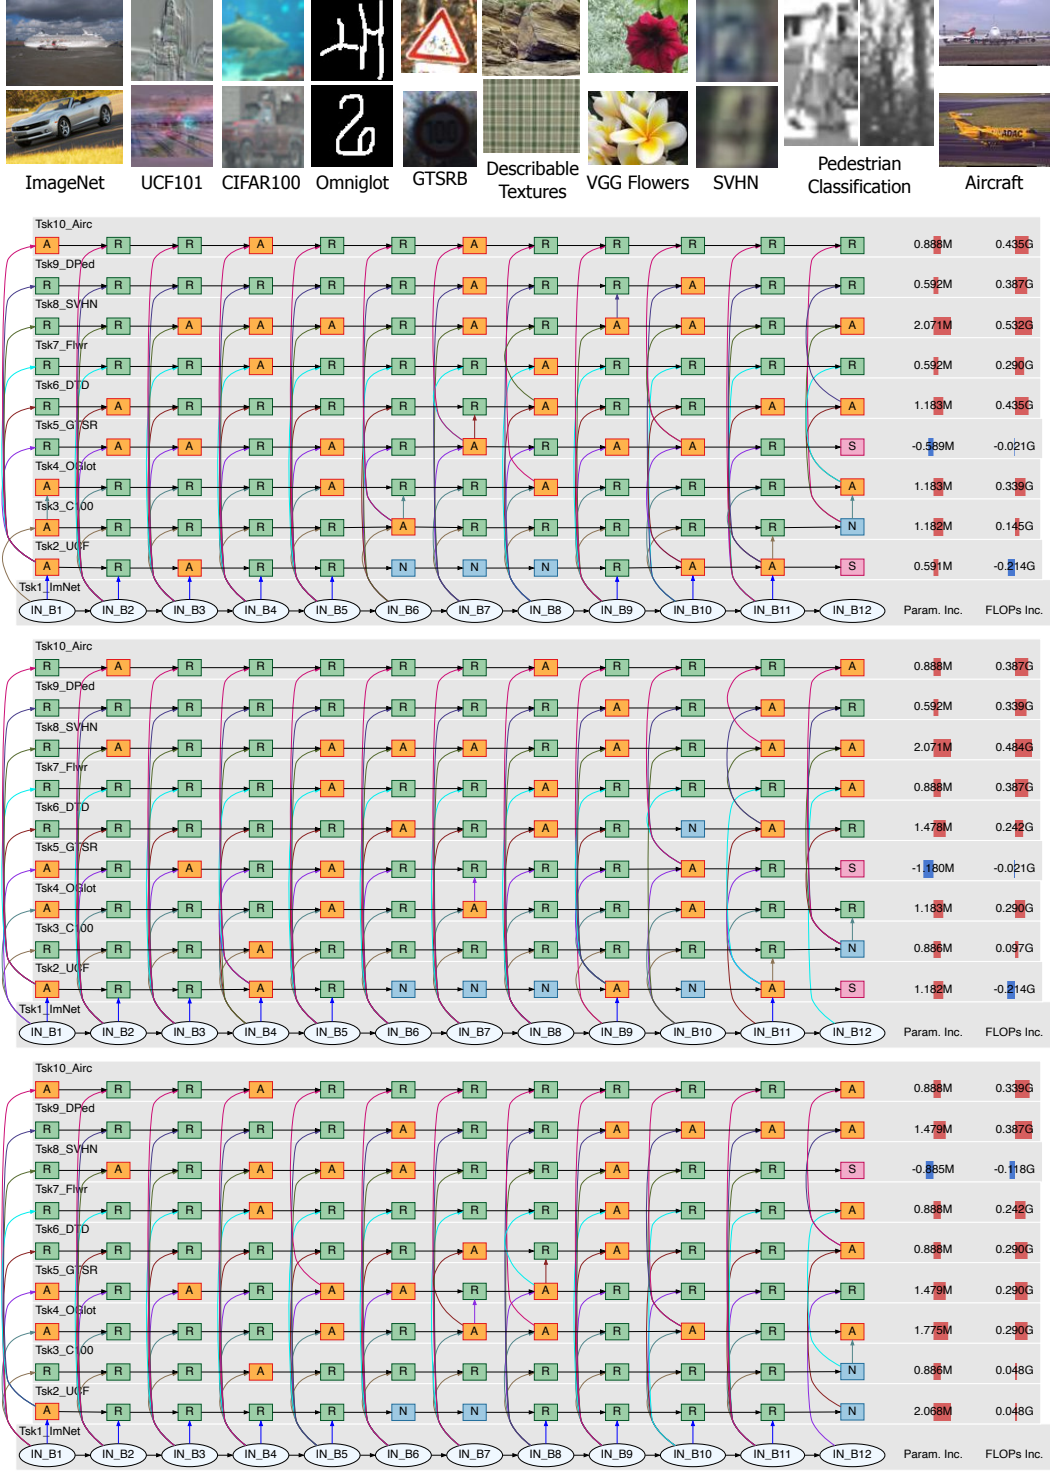 ADAC
100
ImageNet
UCF101
CIFAR100
Omniglot
GTSRB
Describable
Textures
VGG Flowers
SVHN
Pedestrian
Classification
Aircraft
Tsk10_Airc
A R R A R R A R R R R R 0.888M 0.435G
Tsk9_DPed
R R R R R R A R R A R R 0.592M 0.387G
Tsk8_SVHN
R R A A A R A R A A R A 2.071M 0.532G
Tsk7_Flwr
R R R A R R R A R R R R 0.592M 0.290G
Tsk6_DTD
R A R R R R R A R R A A 1.183M 0.435G
Tsk5_GTSR
R A A R A R A R A A R S -0.589M -0.021G
Tsk4_OGlot
A R R R A R R A R R R A 1.183M 0.339G
Tsk3_C100
A R R R R A R R R R R N 1.182M 0.145G
Tsk2_UCF
A R A R R N N N R A A S 0.591M -0.214G
Tsk1_ImNet
IN_B1 IN_B2 IN_B3 IN_B4 IN_B5 IN_B6 IN_B7 IN_B8 IN_B9 IN_B10 IN_B11 IN_B12 Param. Inc. FLOPs Inc.
Tsk10_Airc
R A R R R R R A R R R A 0.888M 0.387G
Tsk9_DPed
R R R R R R R R A R A R 0.592M 0.339G
Tsk8_SVHN
R A R R A A A R A R A A 2.071M 0.484G
Tsk7_Flwr
R R R R A R R A R R R A 0.888M 0.387G
Tsk6_DTD
R R R R R A R A R N A R 1.478M 0.242G
Tsk5_GTSR
A R A R A R R R R A R S -1.180M -0.021G
Tsk4_OGlot
A R R R A R A R R A R R 1.183M 0.290G
Tsk3_C100
R R R A R R R R R R R N 0.886M 0.097G
Tsk2_UCF
A R R A R N N N A N A S 1.182M -0.214G
Tsk1_ImNet
IN_B1 IN_B2 IN_B3 IN_B4 IN_B5 IN_B6 IN_B7 IN_B8 IN_B9 IN_B10 IN_B11 IN_B12 Param. Inc. FLOPs Inc.
Tsk10_Airc
A R R A R R R R R R R A 0.888M 0.339G
Tsk9_DPed
R R R R R A R R A A A A 1.479M 0.387G
Tsk8_SVHN
R A R A A A R R A R R S -0.885M -0.118G
Tsk7_Flwr
R R R A R R R R A R R A 0.888M 0.242G
Tsk6_DTD
R R R R R R A R A R R A 0.888M 0.290G
Tsk5_GTSR
A R A R A A R A R R R R 1.479M 0.290G
Tsk4_OGlot
A R R R A R A A R A R A 1.775M 0.290G
Tsk3_C100
R R R A R R R R R R R N 0.886M 0.048G
Tsk2_UCF
A R R R R N N R R R R N 2.068M 0.048G
Tsk1_ImNet
IN_B1 IN_B2 IN_B3 IN_B4 IN_B5 IN_B6 IN_B7 IN_B8 IN_B9 IN_B10 IN_B11 IN_B12 Param. Inc. FLOPs Inc.